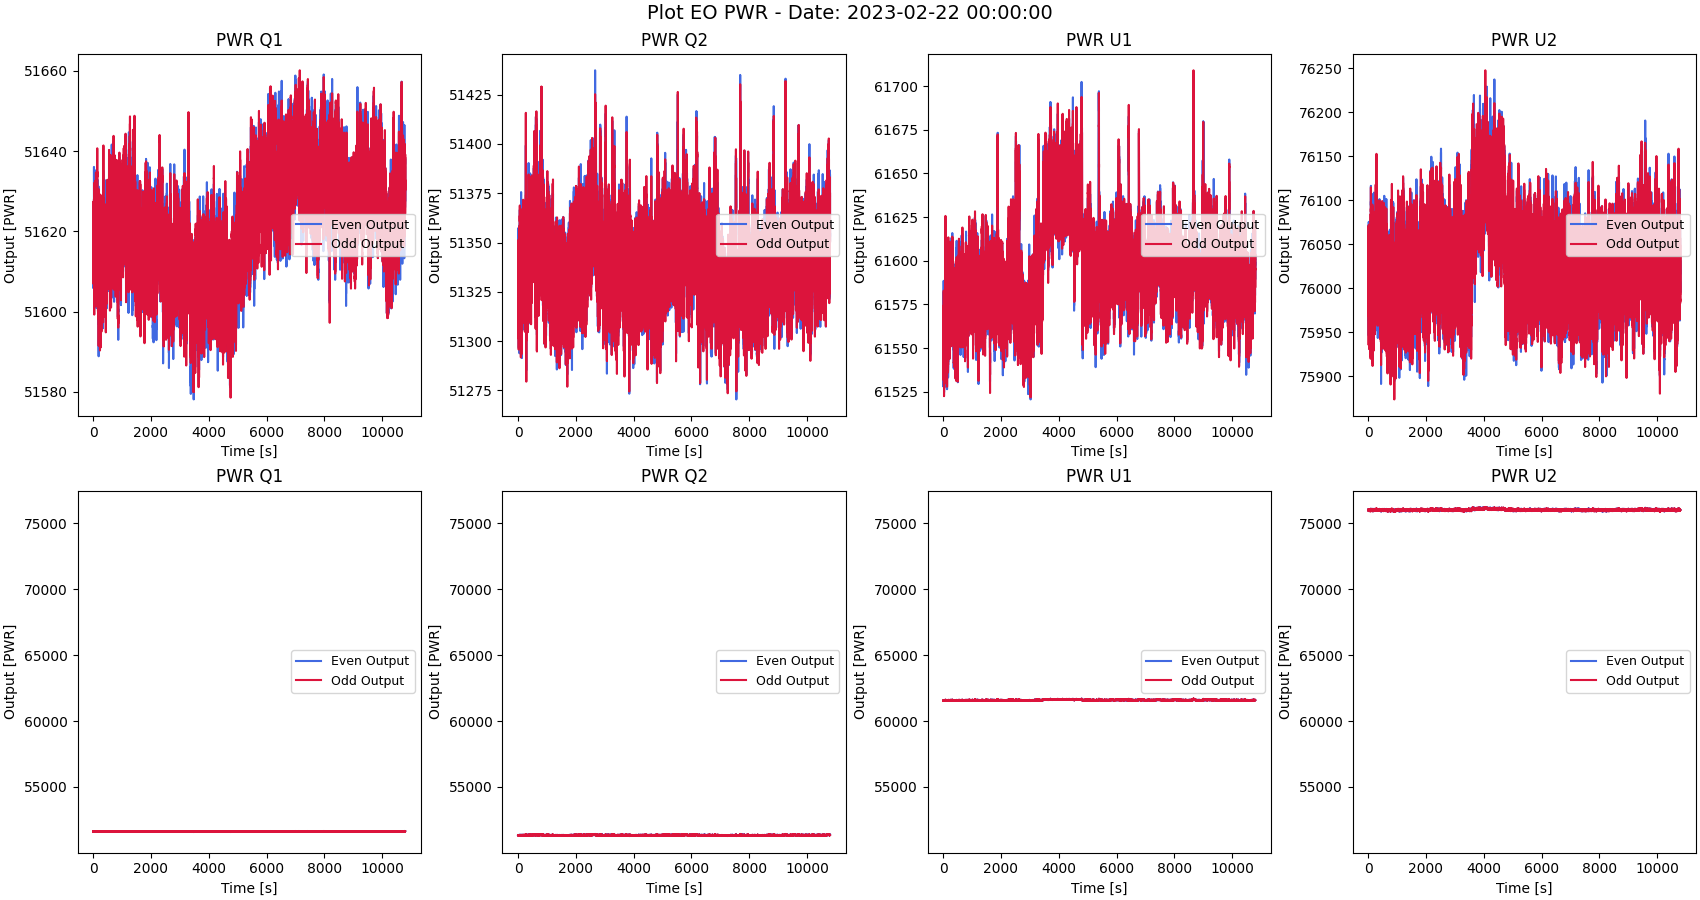 Plot EO PWR - Date: 2023-02-22 00:00:00
PWR Q1
PWR Q2
PWR U1
PWR U2
Output [PWR]
51660
51640
51620
51600
51580
Even Output
Odd Output
0 2000 4000 6000 8000 10000
Time [s]
Output [PWR]
51425
51400
51375
51350
51325
51300
51275
Even Output
Odd Output
0 2000 4000 6000 8000 10000
Time [s]
Output [PWR]
61700
61675
61650
61625
61600
61575
61550
61525
Even Output
Odd Output
0 2000 4000 6000 8000 10000
Time [s]
Output [PWR]
76250
76200
76150
76100
76050
76000
75950
75900
Even Output
Odd Output
0 2000 4000 6000 8000 10000
Time [s]
PWR Q1
PWR Q2
PWR U1
PWR U2
Output [PWR]
75000
70000
65000
60000
55000
Even Output
Odd Output
0 2000 4000 6000 8000 10000
Time [s]
Output [PWR]
75000
70000
65000
60000
55000
Even Output
Odd Output
0 2000 4000 6000 8000 10000
Time [s]
Output [PWR]
75000
70000
65000
60000
55000
Even Output
Odd Output
0 2000 4000 6000 8000 10000
Time [s]
Output [PWR]
75000
70000
65000
60000
55000
Even Output
Odd Output
0 2000 4000 6000 8000 10000
Time [s]